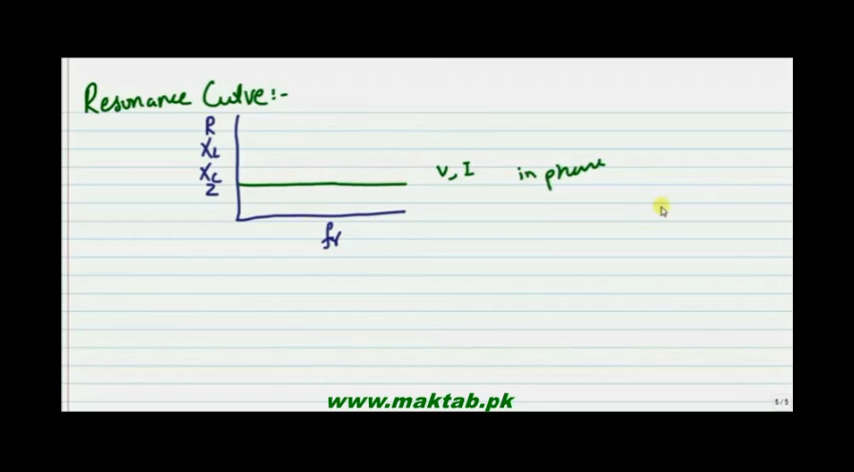 Resonance Curve:-
R
XL
XC
Z
V, I in phase
fr
www.maktab.pk
5/5